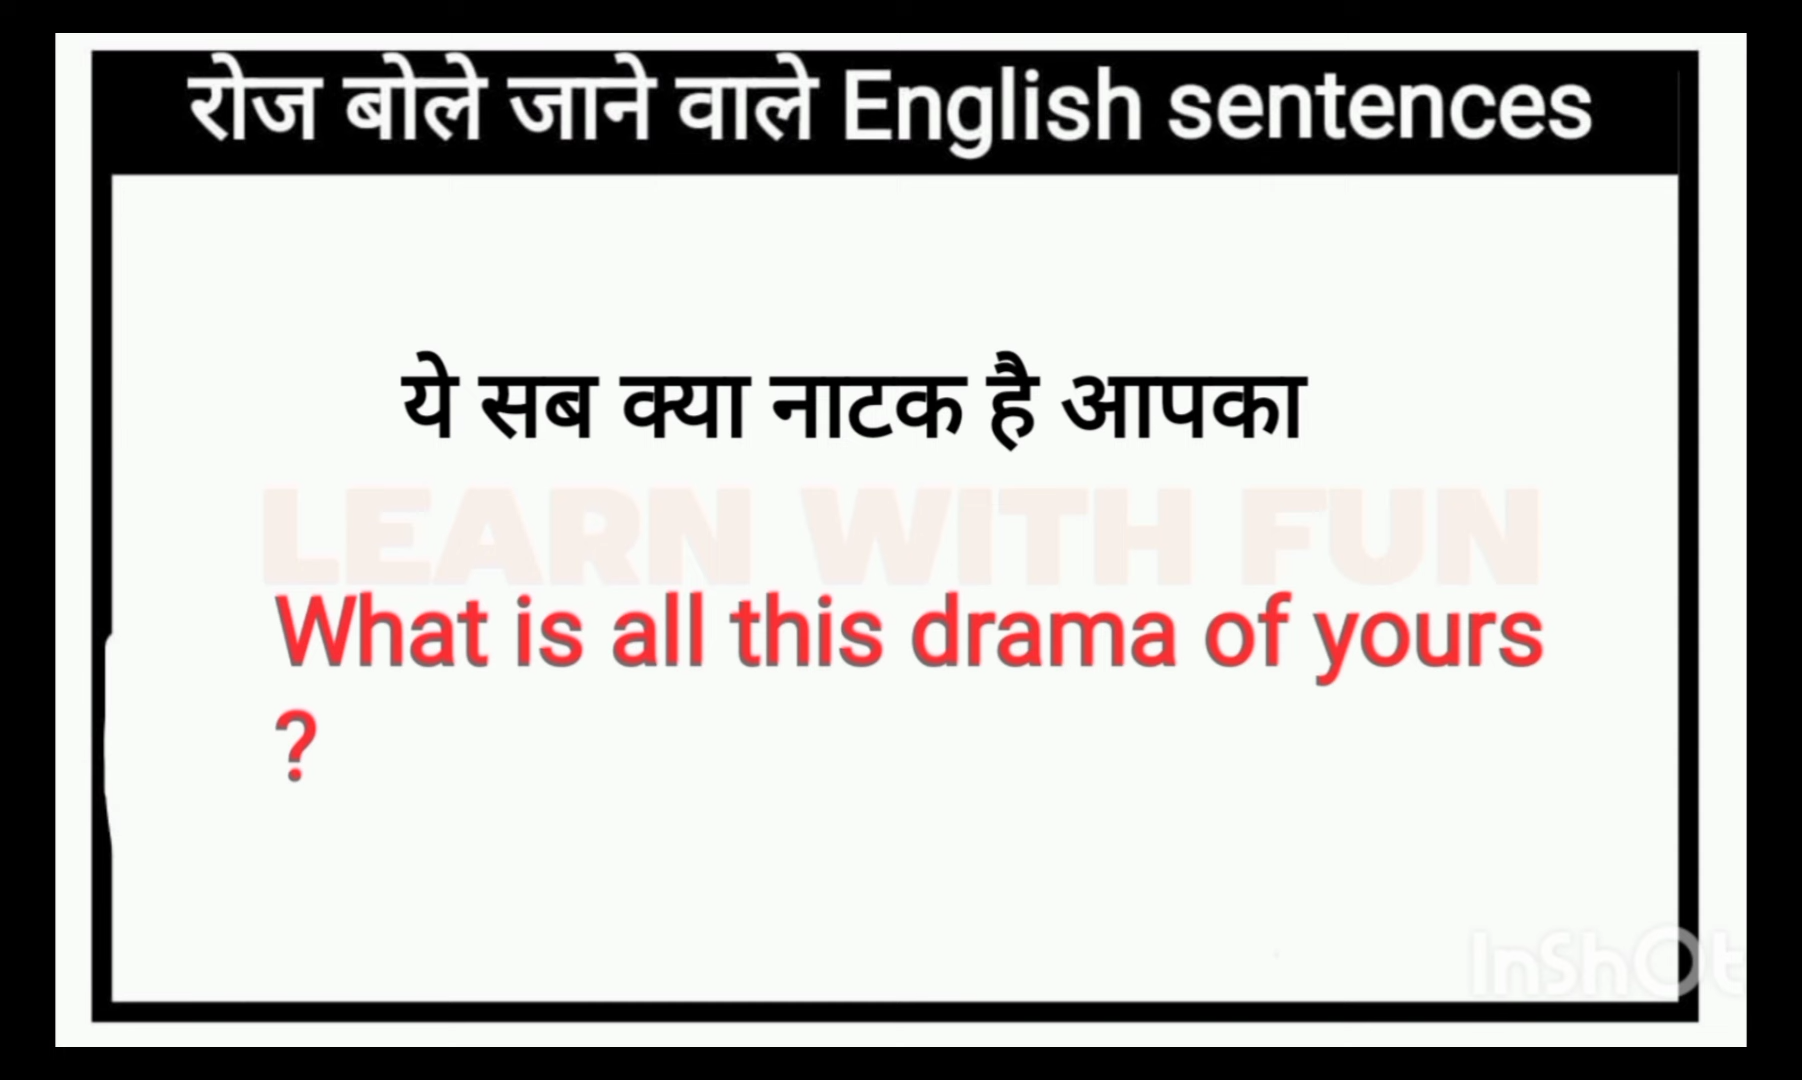 रोज बोले जाने वाले English sentences
ये सब क्या नाटक है आपका
LEARN WITH FUN
What is all this drama of yours
?
InShOt